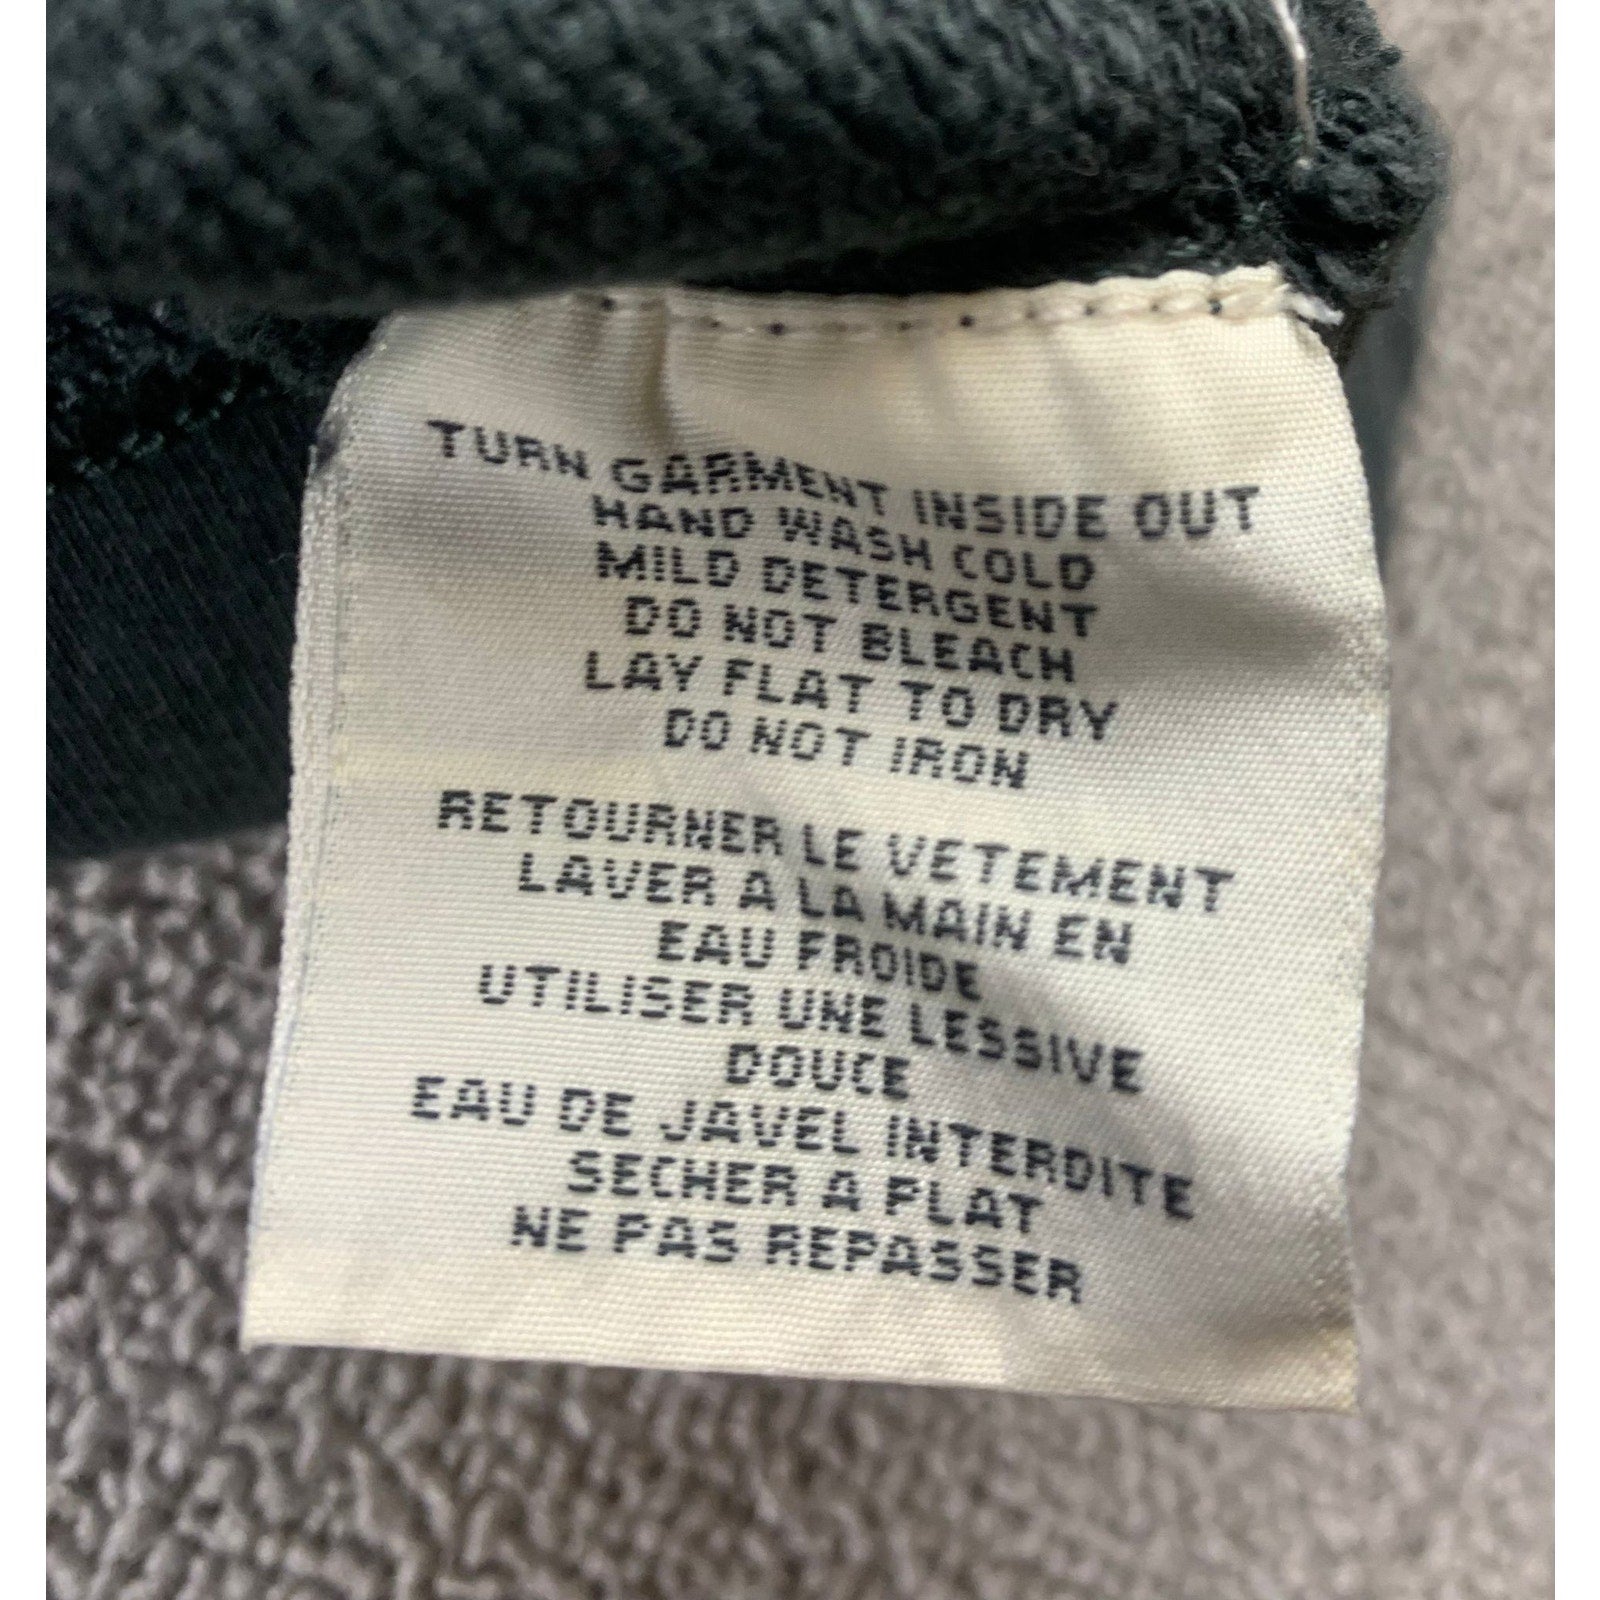 TURN GARMENT INSIDE OUT
HAND WASH COLD
MILD DETERGENT
DO NOT BLEACH
LAY FLAT TO DRY
DO NOT IRON
RETOURNER LE VETEMENT
LAVER A LA MAIN EN
EAU FROIDE
UTILISER UNE LESSIVE
DOUCE
EAU DE JAVEL INTERDITE
SECHER A PLAT
NE PAS REPASSER